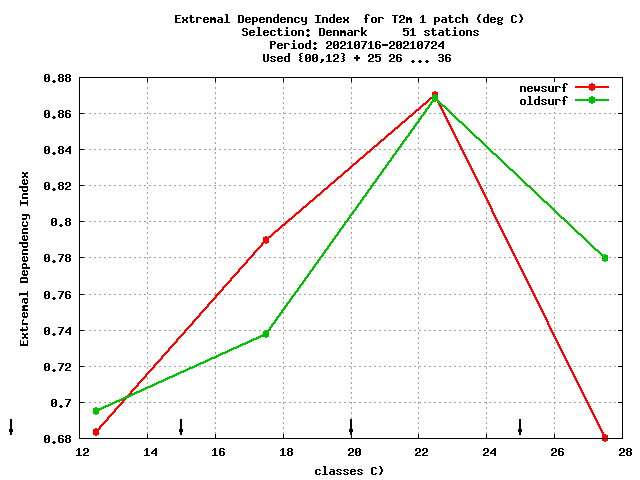 Extremal Dependency Index  for T2m 1 patch (deg C)
Selection: Denmark     51 stations
Period: 20210716-20210724
Used {00,12} + 25 26 ... 36
newsurf
oldsurf
Extremal Dependency Index
0.88
0.86
0.84
0.82
0.8
0.78
0.76
0.74
0.72
0.7
0.68
12 14 16 18 20 22 24 26 28
classes C)